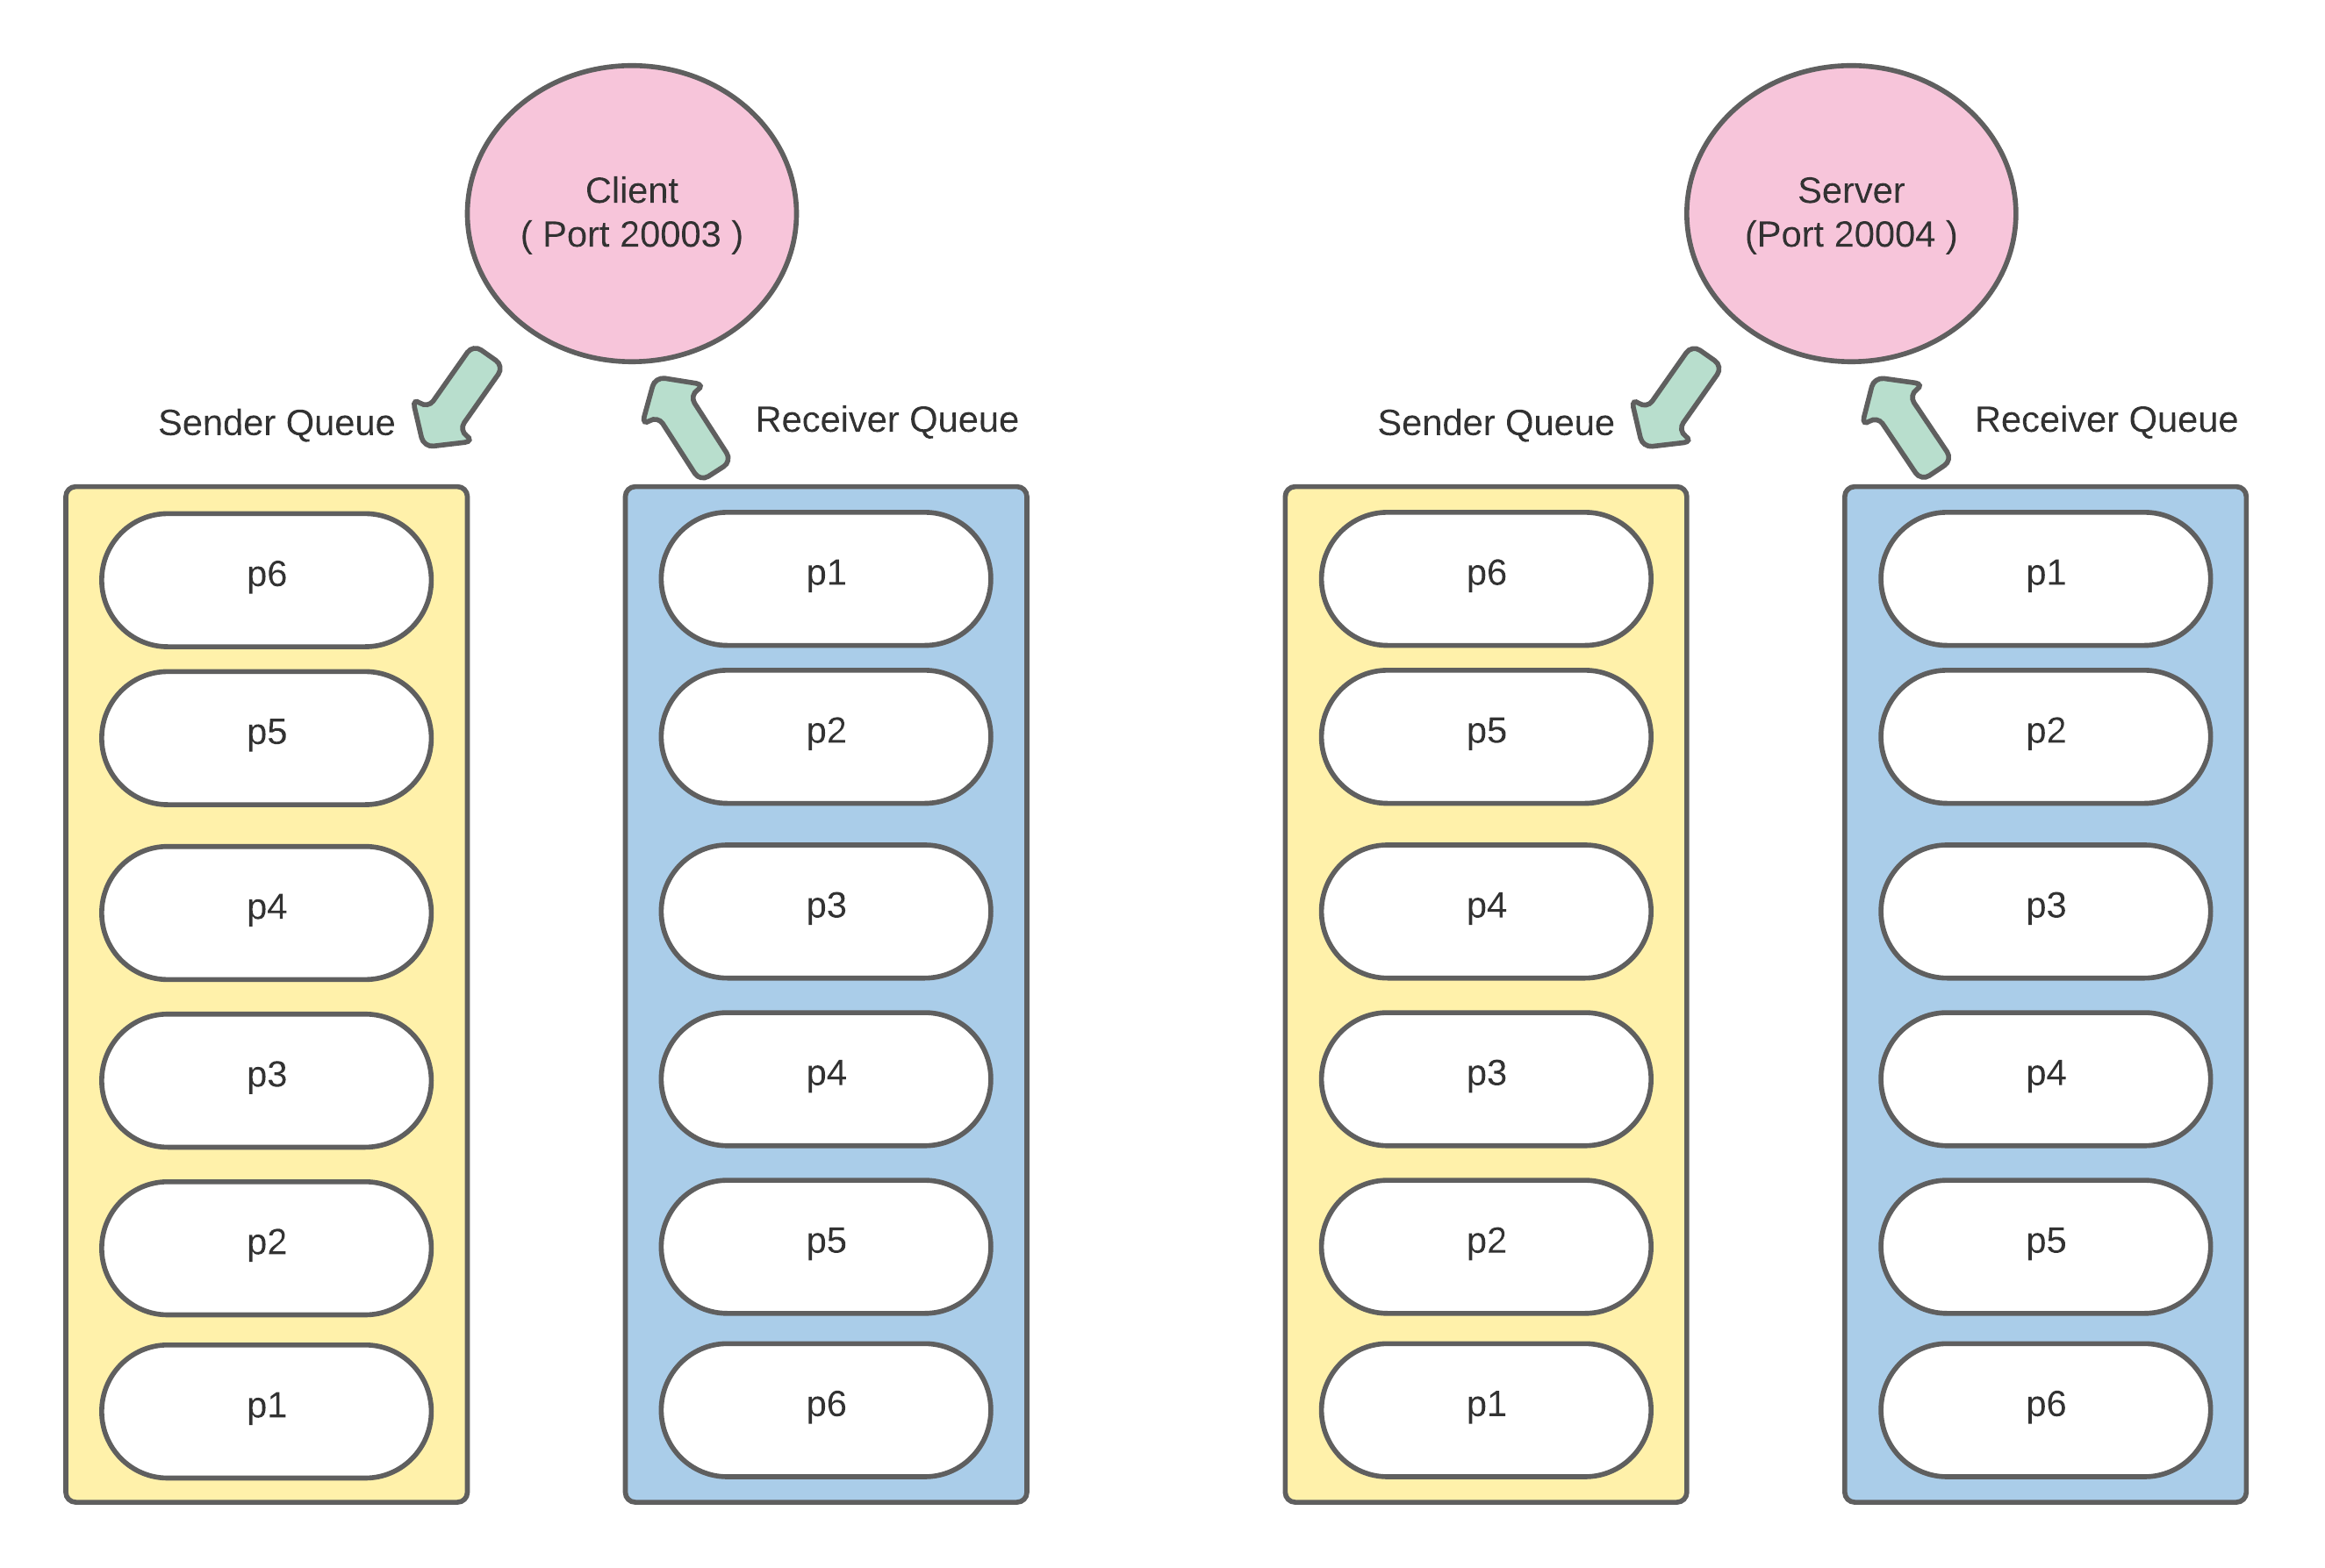 Client
( Port 20003 )
Sender Queue
Receiver Queue
p6
p5
p4
p3
p2
p1
p1
p2
p3
p4
p5
p6
Server
(Port 20004 )
Sender Queue
Receiver Queue
p6
p5
p4
p3
p2
p1
p1
p2
p3
p4
p5
p6